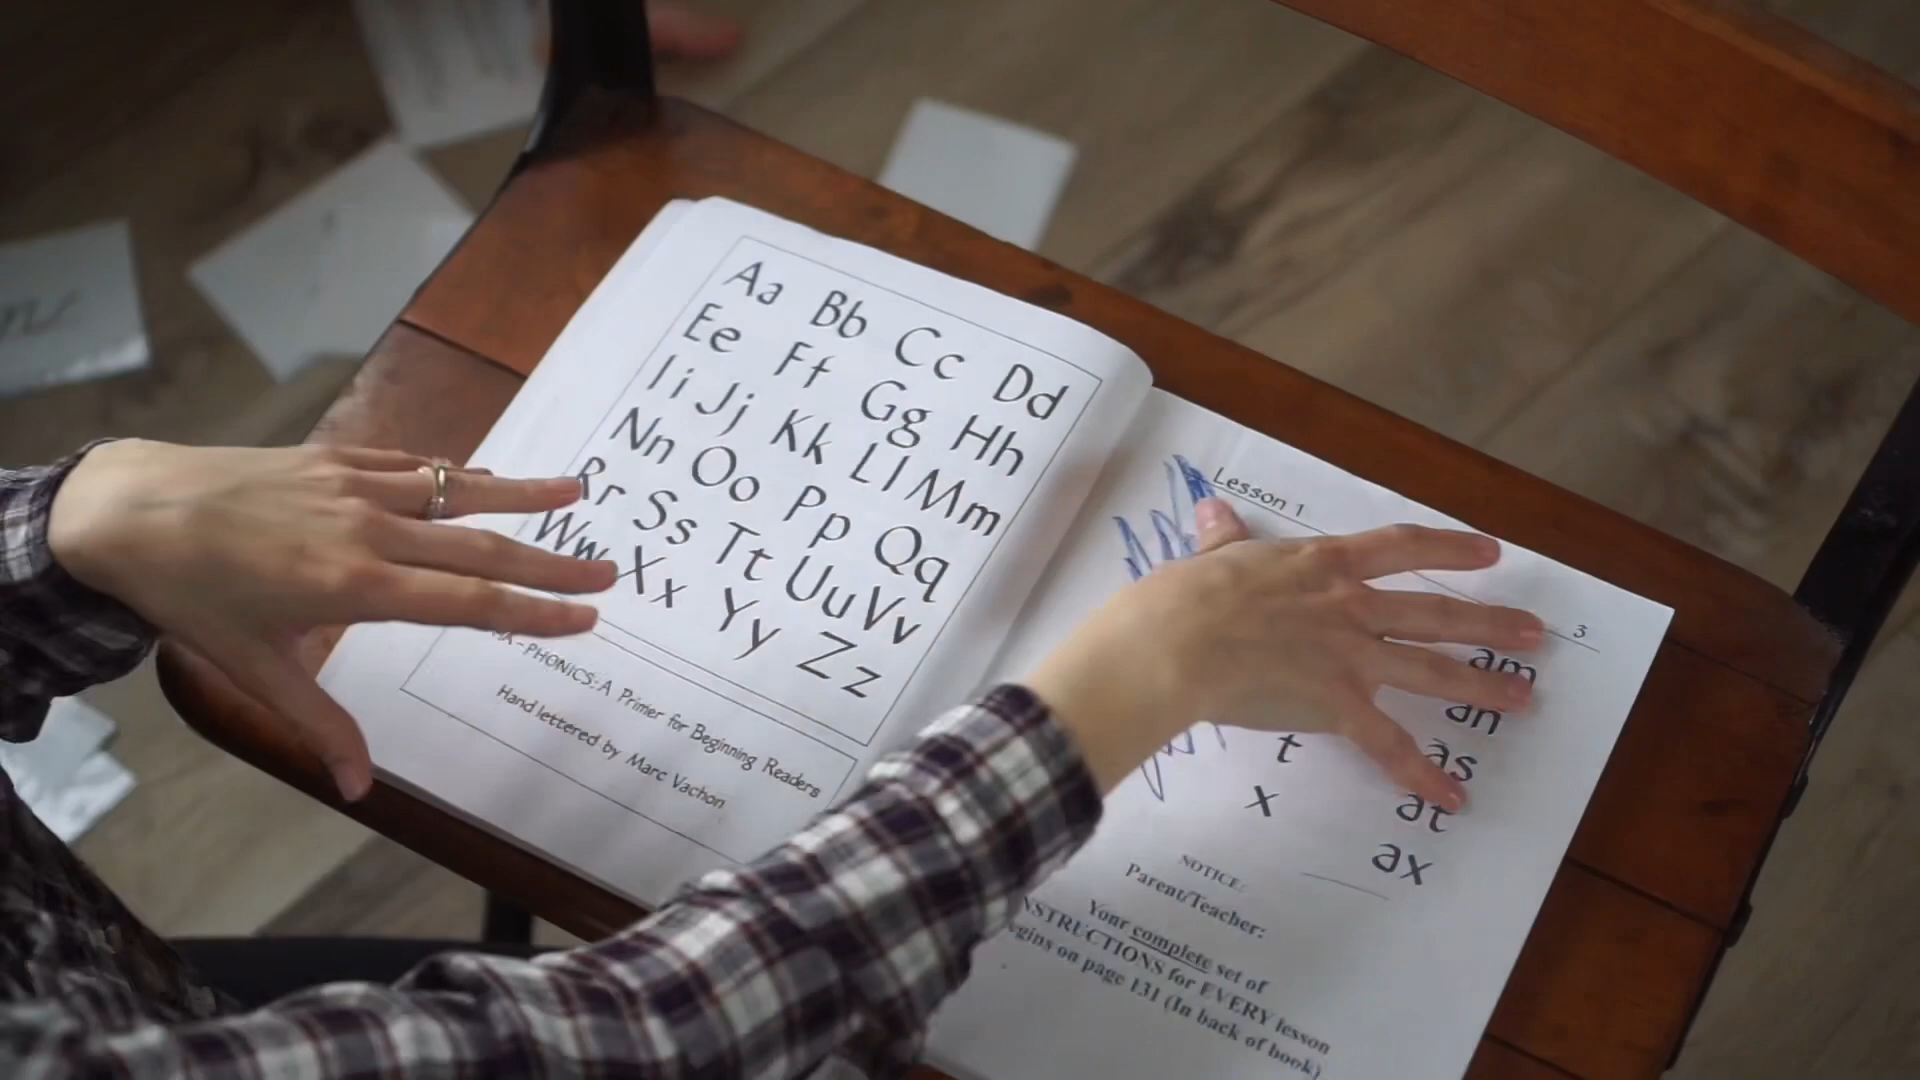 Aa Bb Cc Dd
Ee Ff Gg Hh
Ii Jj Kk Ll Mm
Nn Oo Pp Qq
Rr Ss Tt Uu Vv
Ww Xx Yy Zz
PHONICS: A Primer for Beginning Readers
Hand lettered by Marc Vachon
Lesson 1
3
am
an
as
t at
x ax
NOTICE:
Parent/Teacher:
Your complete set of
INSTRUCTIONS for EVERY lesson
begins on page 131 (In back of book)